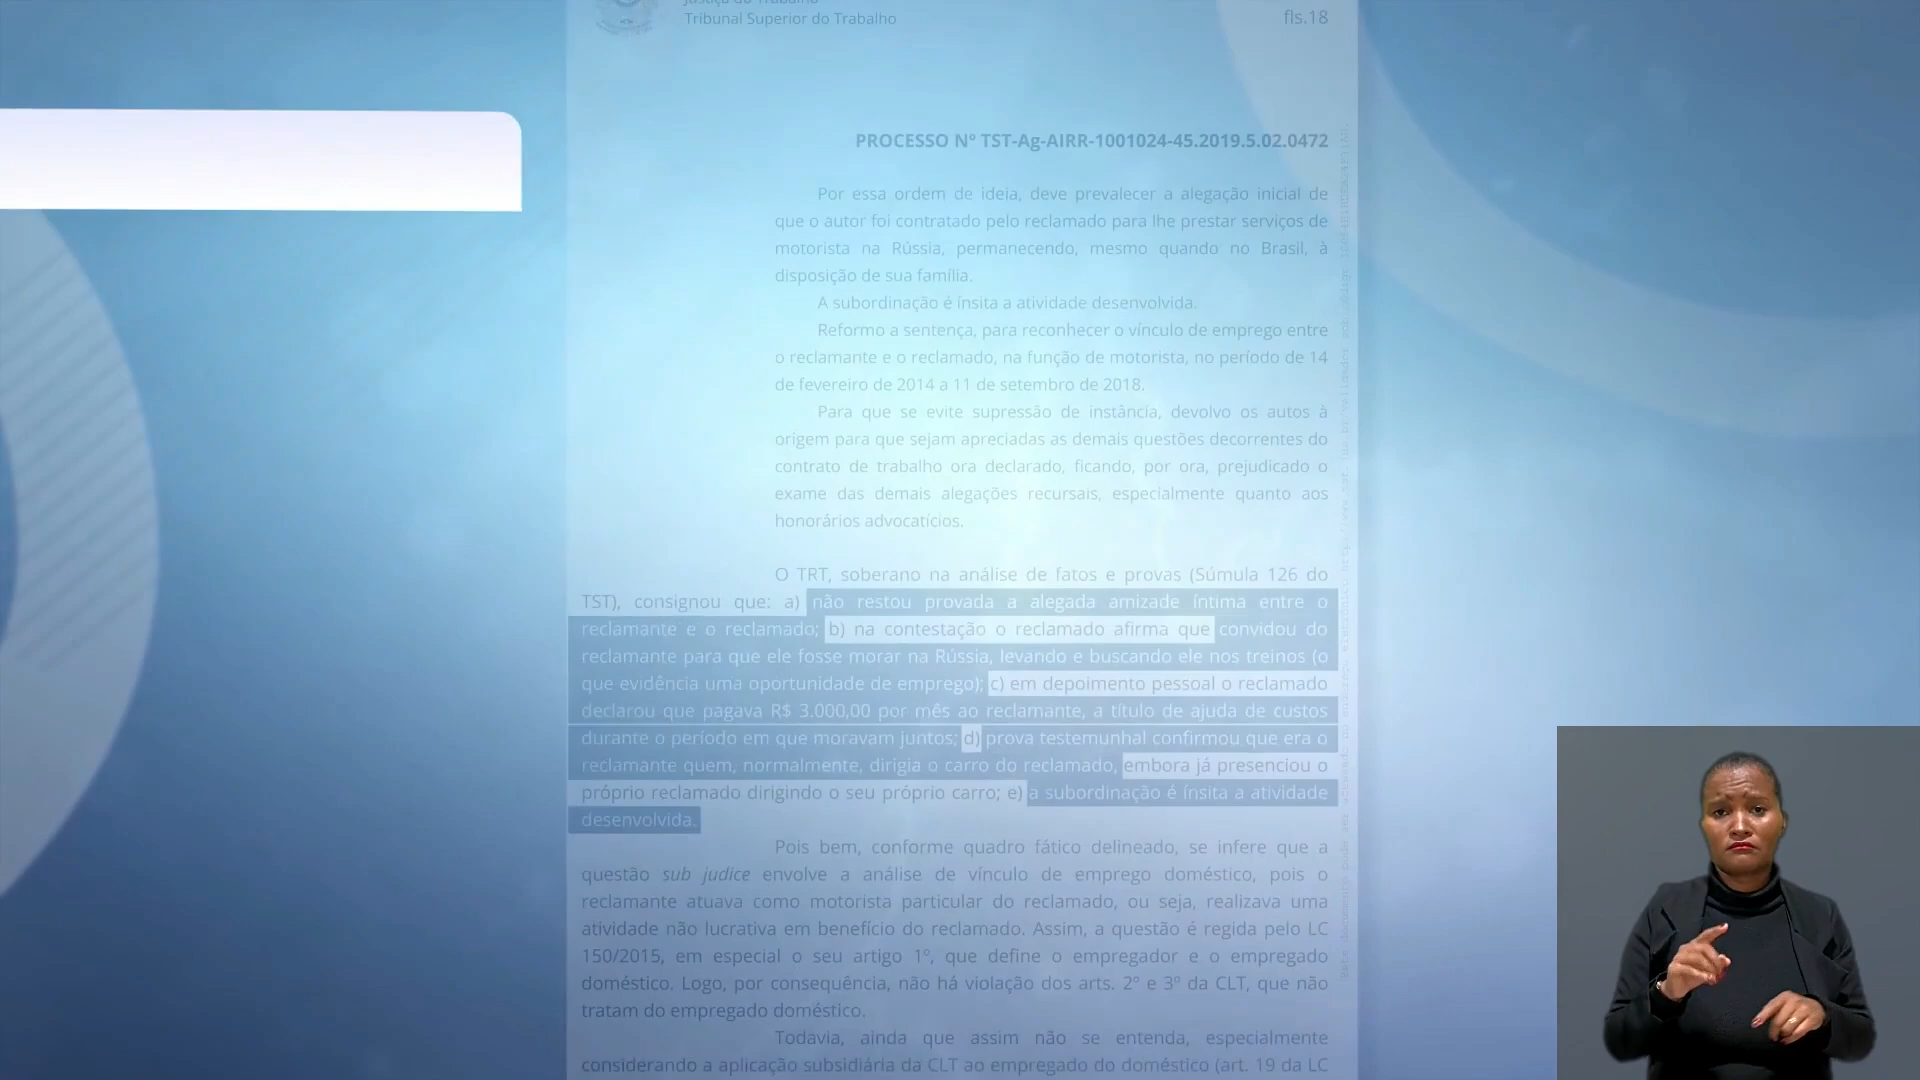 Justiça do Trabalho
Tribunal Superior do Trabalho
fls.18
PROCESSO Nº TST-Ag-AIRR-1001024-45.2019.5.02.0472
Por essa ordem de ideia, deve prevalecer a alegação inicial de
que o autor foi contratado pelo reclamado para lhe prestar serviços de
motorista na Rússia, permanecendo, mesmo quando no Brasil, à
disposição de sua família.
A subordinação é ínsita a atividade desenvolvida.
Reformo a sentença, para reconhecer o vínculo de emprego entre
o reclamante e o reclamado, na função de motorista, no período de 14
de fevereiro de 2014 a 11 de setembro de 2018.
Para que se evite supressão de instância, devolvo os autos à
origem para que sejam apreciadas as demais questões decorrentes do
contrato de trabalho ora declarado, ficando, por ora, prejudicado o
exame das demais alegações recursais, especialmente quanto aos
honorários advocatícios.
O TRT, soberano na análise de fatos e provas (Súmula 126 do
TST), consignou que: a) não restou provada a alegada amizade íntima entre o
reclamante e o reclamado; b) na contestação o reclamado afirma que convidou do
reclamante para que ele fosse morar na Rússia, levando e buscando ele nos treinos (o
que evidência uma oportunidade de emprego); c) em depoimento pessoal o reclamado
declarou que pagava R$ 3.000,00 por mês ao reclamante, a título de ajuda de custos
durante o período em que moravam juntos; d) prova testemunhal confirmou que era o
reclamante quem, normalmente, dirigia o carro do reclamado, embora já presenciou o
próprio reclamado dirigindo o seu próprio carro; e) a subordinação é ínsita a atividade
desenvolvida.
Pois bem, conforme quadro fático delineado, se infere que a
questão sub judice envolve a análise de vínculo de emprego doméstico, pois o
reclamante atuava como motorista particular do reclamado, ou seja, realizava uma
atividade não lucrativa em benefício do reclamado. Assim, a questão é regida pelo LC
150/2015, em especial o seu artigo 1º, que define o empregador e o empregado
doméstico. Logo, por consequência, não há violação dos arts. 2º e 3º da CLT, que não
tratam do empregado doméstico.
Todavia, ainda que assim não se entenda, especialmente
considerando a aplicação subsidiária da CLT ao empregado do doméstico (art. 19 da LC